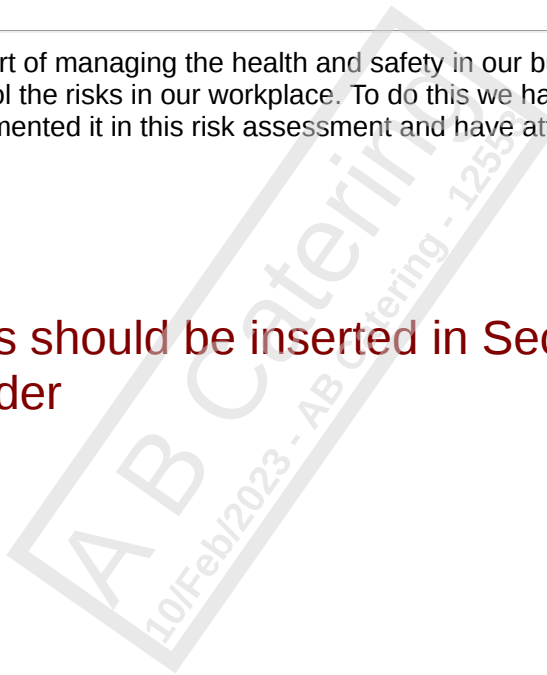 rt of managing the health and safety in our b
ol the risks in our workplace. To do this we ha
mented it in this risk assessment and have at
s should be inserted in Sec
der
A B Catering
10/Feb/2023 - AB Catering - 1255